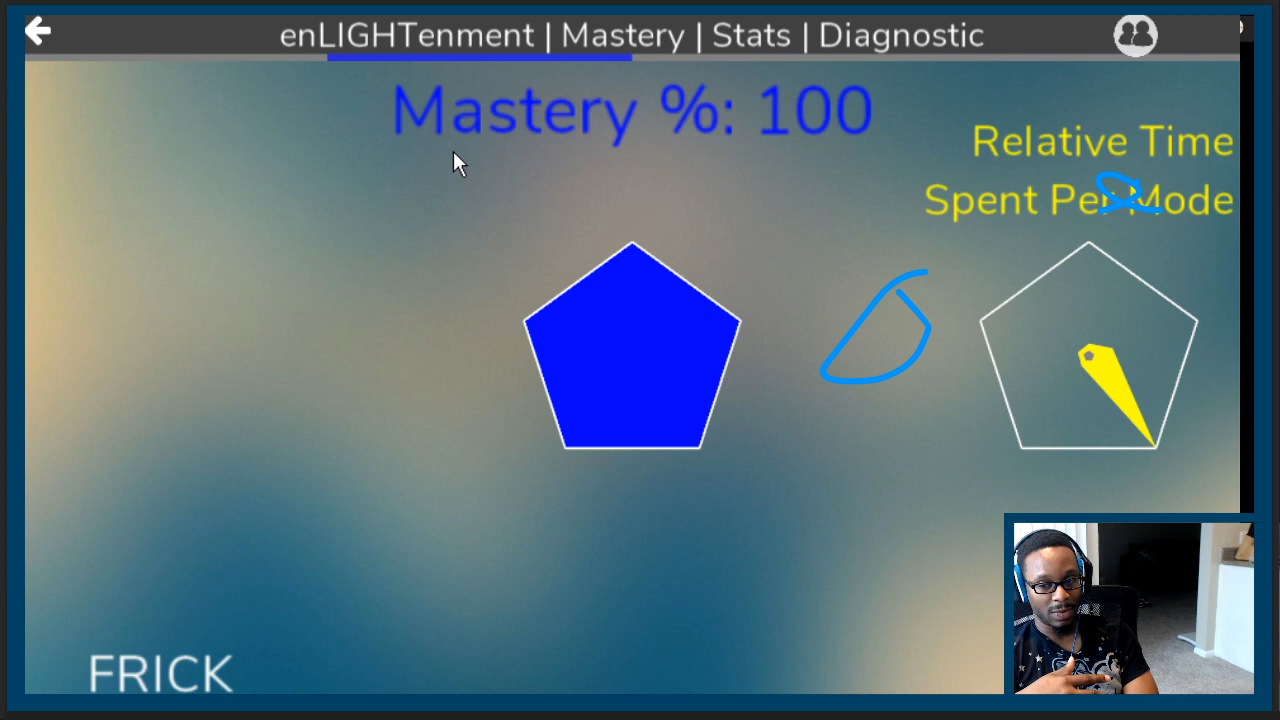 enLIGHTenment | Mastery | Stats | Diagnostic
Mastery %: 100
Relative Time
Spent Per Mode
FRICK